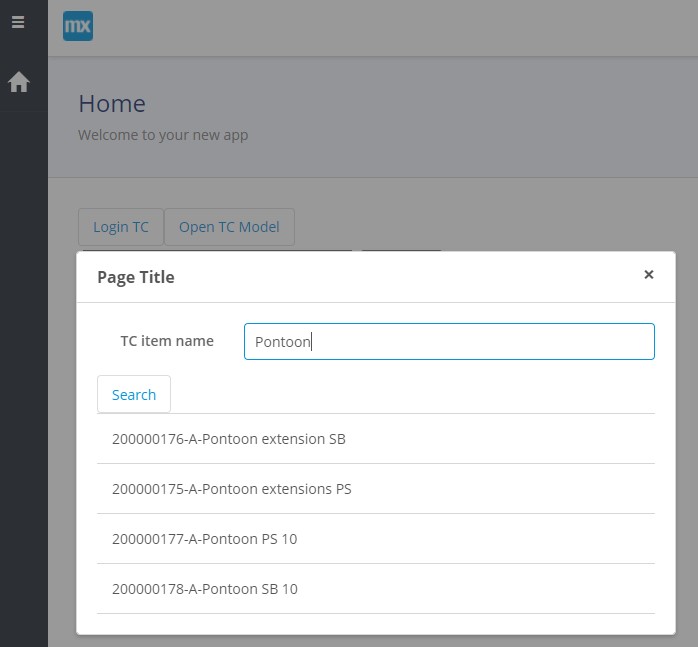 mx
Home
Welcome to your new app
Login TC
Open TC Model
Page Title
×
TC item name
Pontoon
Search
200000176-A-Pontoon extension SB
200000175-A-Pontoon extensions PS
200000177-A-Pontoon PS 10
200000178-A-Pontoon SB 10